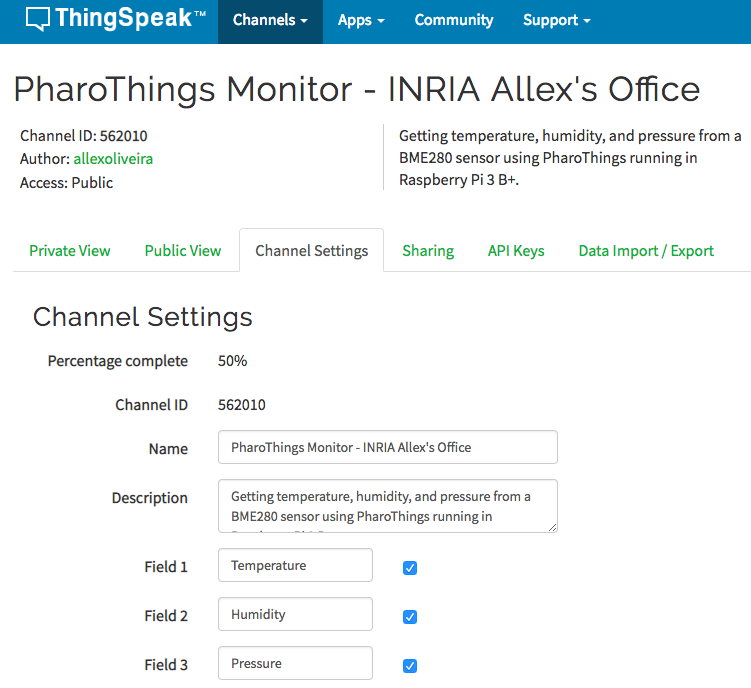 ThingSpeak™ Channels Apps Community Support
PharoThings Monitor - INRIA Allex's Office
Channel ID: 562010
Author: allexoliveira
Access: Public
Getting temperature, humidity, and pressure from a
BME280 sensor using PharoThings running in
Raspberry Pi 3 B+.
Private View Public View Channel Settings Sharing API Keys Data Import / Export
Channel Settings
Percentage complete 50%
Channel ID 562010
Name PharoThings Monitor - INRIA Allex's Office
Description Getting temperature, humidity, and pressure from a
BME280 sensor using PharoThings running in
Field 1 Temperature
Field 2 Humidity
Field 3 Pressure